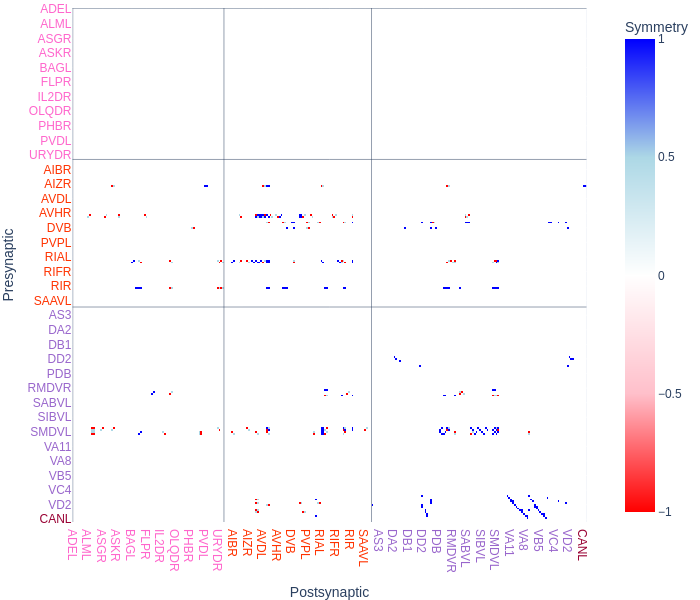 Symmetry
1
0.5
0
−0.5
−1
Presynaptic
ADEL
ALML
ASGR
ASKR
BAGL
FLPR
IL2DR
OLQDR
PHBR
PVDL
URYDR
AIBR
AIZR
AVDL
AVHR
DVB
PVPL
RIAL
RIFR
RIR
SAAVL
AS3
DA2
DB1
DD2
PDB
RMDVR
SABVL
SIBVL
SMDVL
VA11
VA8
VB5
VC4
VD2
CANL
ADEL
ALML
ASGR
ASKR
BAGL
FLPR
IL2DR
OLQDR
PHBR
PVDL
URYDR
AIBR
AIZR
AVDL
AVHR
DVB
PVPL
RIAL
RIFR
RIR
SAAVL
AS3
DA2
DB1
DD2
PDB
RMDVR
SABVL
SIBVL
SMDVL
VA11
VA8
VB5
VC4
VD2
CANL
Postsynaptic